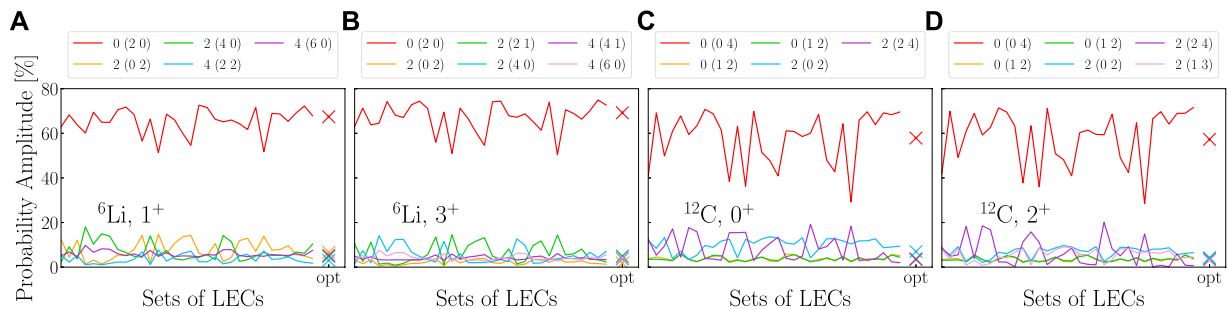 A B C D
0 (2 0) 2 (4 0) 4 (6 0)
2 (0 2) 4 (2 2)
0 (2 0) 2 (2 1) 4 (4 1)
2 (0 2) 2 (4 0) 4 (6 0)
0 (0 4) 0 (1 2) 2 (2 4)
0 (1 2) 2 (0 2)
0 (0 4) 0 (1 2) 2 (2 4)
0 (1 2) 2 (0 2) 2 (1 3)
Probability Amplitude [%]
80
60
40
20
0
⁶Li, 1⁺
⁶Li, 3⁺
¹²C, 0⁺
¹²C, 2⁺
opt opt opt opt
Sets of LECs Sets of LECs Sets of LECs Sets of LECs